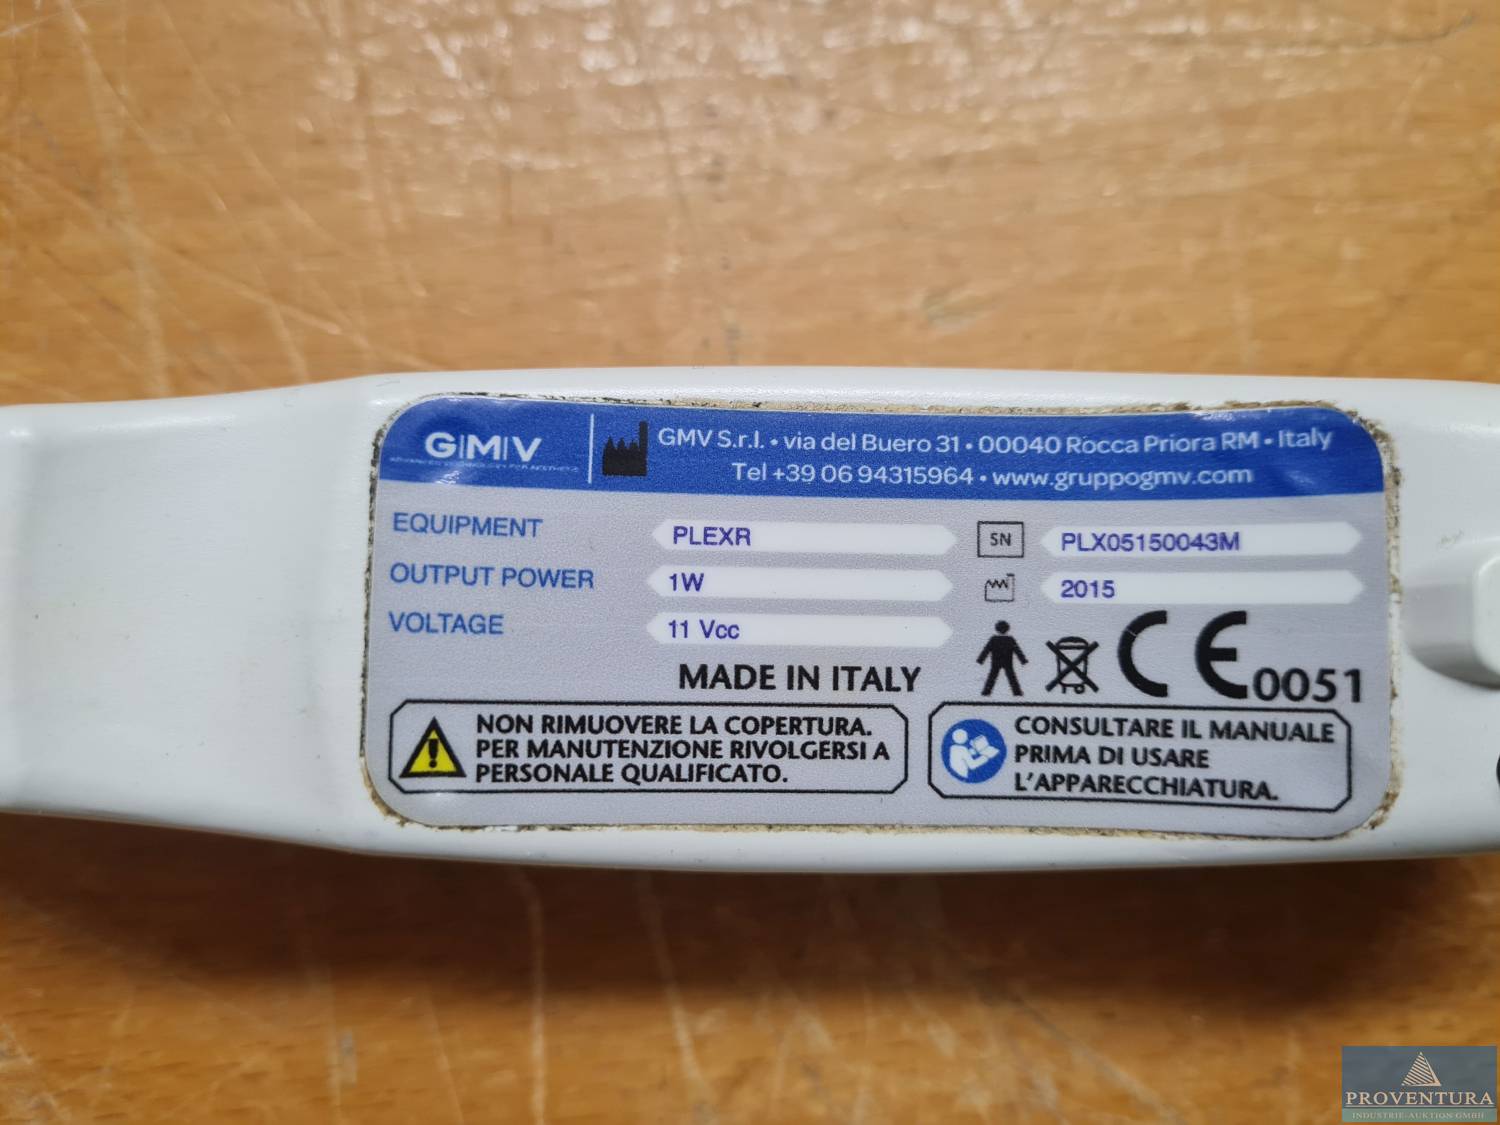 GMV
GMV S.r.l. • via del Buero 31 • 00040 Rocca Priora RM • Italy
Tel +39 06 94315964 • www.gruppogmv.com
EQUIPMENT PLEXR SN PLX05150043M
OUTPUT POWER 1W 2015
VOLTAGE 11 Vcc
MADE IN ITALY CE 0051
NON RIMUOVERE LA COPERTURA.
PER MANUTENZIONE RIVOLGERSI A
PERSONALE QUALIFICATO.
CONSULTARE IL MANUALE
PRIMA DI USARE
L'APPARECCHIATURA.
PROVENTURA
INDUSTRIE-AUKTION GMBH